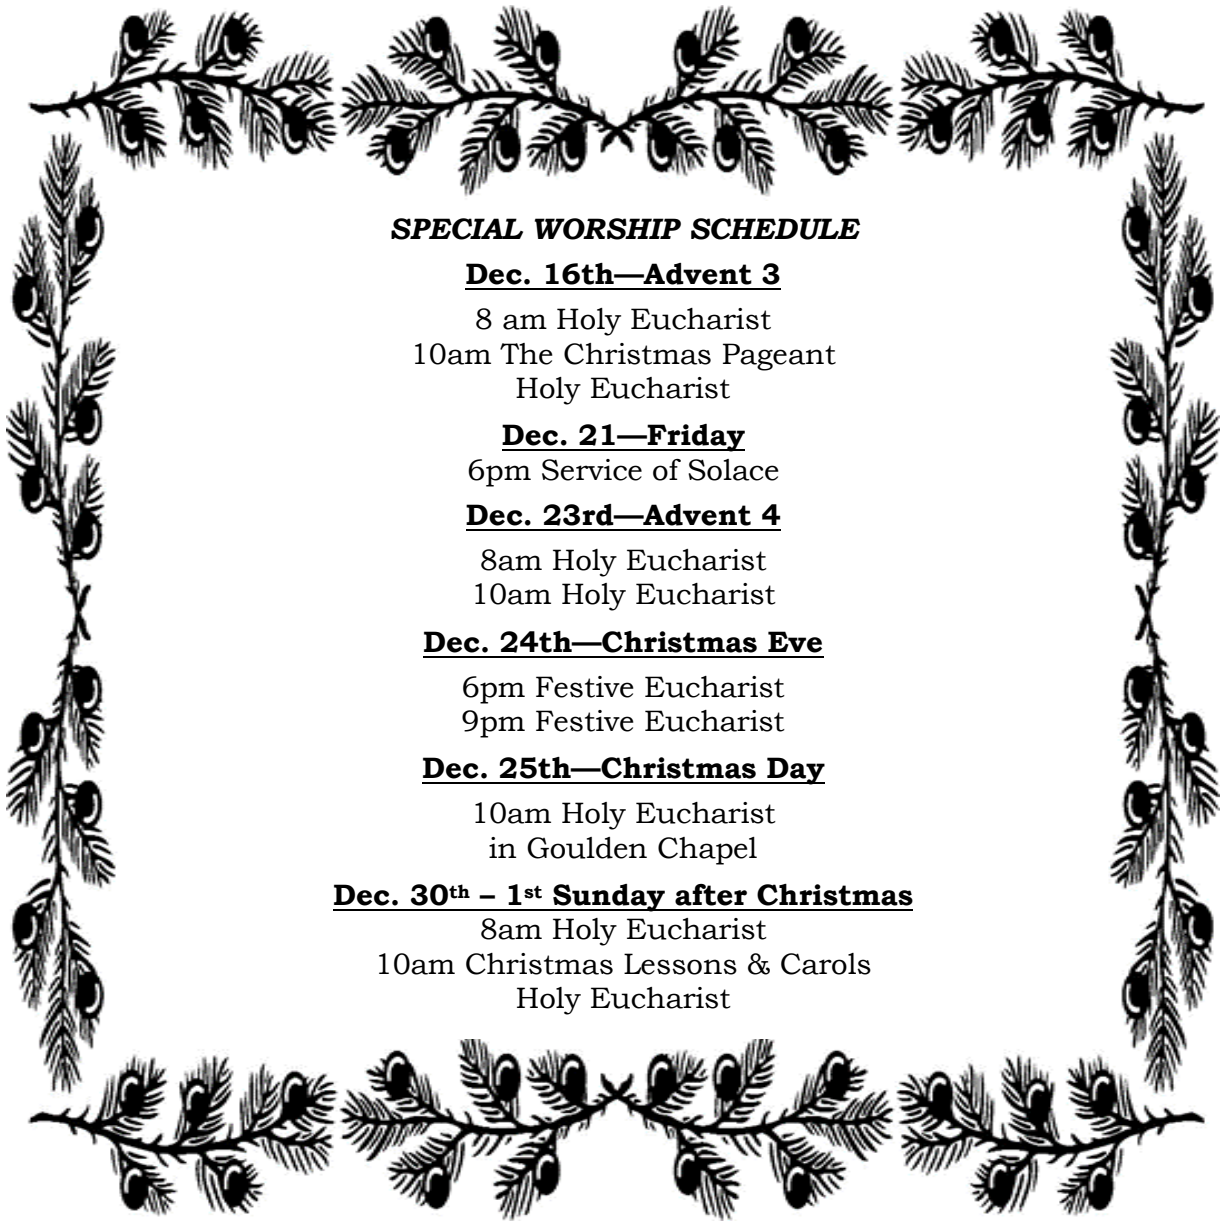 SPECIAL WORSHIP SCHEDULE
Dec. 16th—Advent 3
8 am Holy Eucharist
10am The Christmas Pageant
Holy Eucharist
Dec. 21—Friday
6pm Service of Solace
Dec. 23rd—Advent 4
8am Holy Eucharist
10am Holy Eucharist
Dec. 24th—Christmas Eve
6pm Festive Eucharist
9pm Festive Eucharist
Dec. 25th—Christmas Day
10am Holy Eucharist
in Goulden Chapel
Dec. 30th – 1st Sunday after Christmas
8am Holy Eucharist
10am Christmas Lessons & Carols
Holy Eucharist